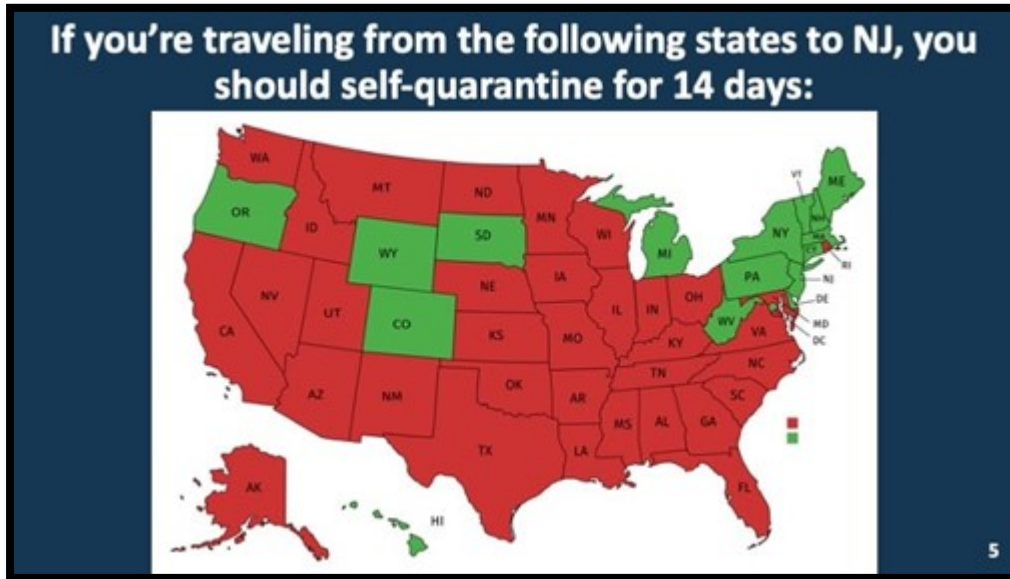 If you're traveling from the following states to NJ, you
should self-quarantine for 14 days:
WA
MT
ND
MN
VT
ME
OR
ID
SD
WI
NY
NH
MA
CT
RI
WY
MI
PA
NJ
IA
NE
DE
NV
UT
CO
IL
IN
OH
WV
MD
DC
CA
KS
MO
KY
VA
NC
TN
AZ
NM
OK
AR
SC
MS
AL
GA
TX
LA
AK
FL
HI
5